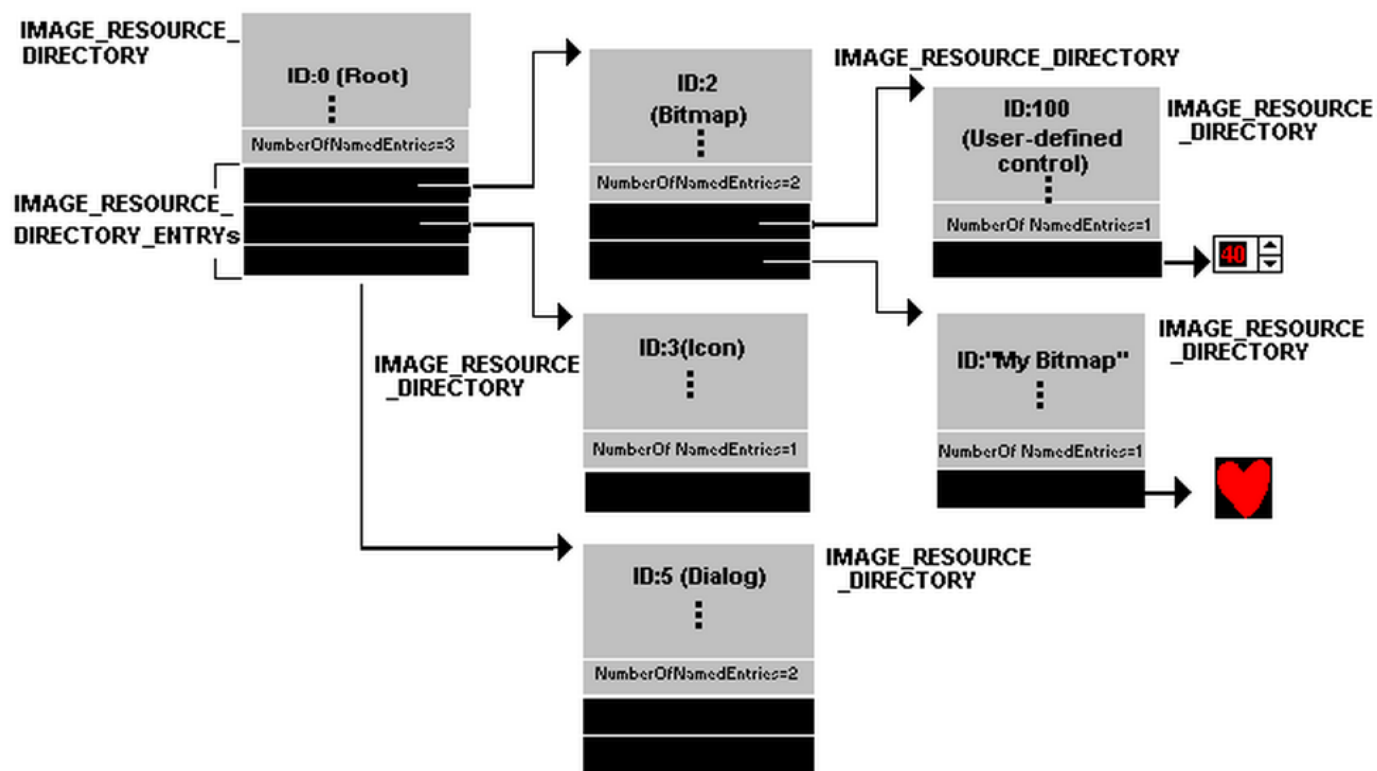 IMAGE_RESOURCE_
DIRECTORY
ID:0 (Root)
NumberOfNamedEntries=3
IMAGE_RESOURCE_
DIRECTORY_ENTRYs
ID:2
(Bitmap)
NumberOfNamedEntries=2
IMAGE_RESOURCE_DIRECTORY
ID:100
(User-defined
control)
NumberOf NamedEntries=1
IMAGE_RESOURCE
_DIRECTORY
40
IMAGE_RESOURCE
_DIRECTORY
ID:3(Icon)
NumberOf NamedEntries=1
ID:"My Bitmap"
NumberOf NamedEntries=1
IMAGE_RESOURCE
_DIRECTORY
ID:5 (Dialog)
NumberOfNamedEntries=2
IMAGE_RESOURCE
_DIRECTORY